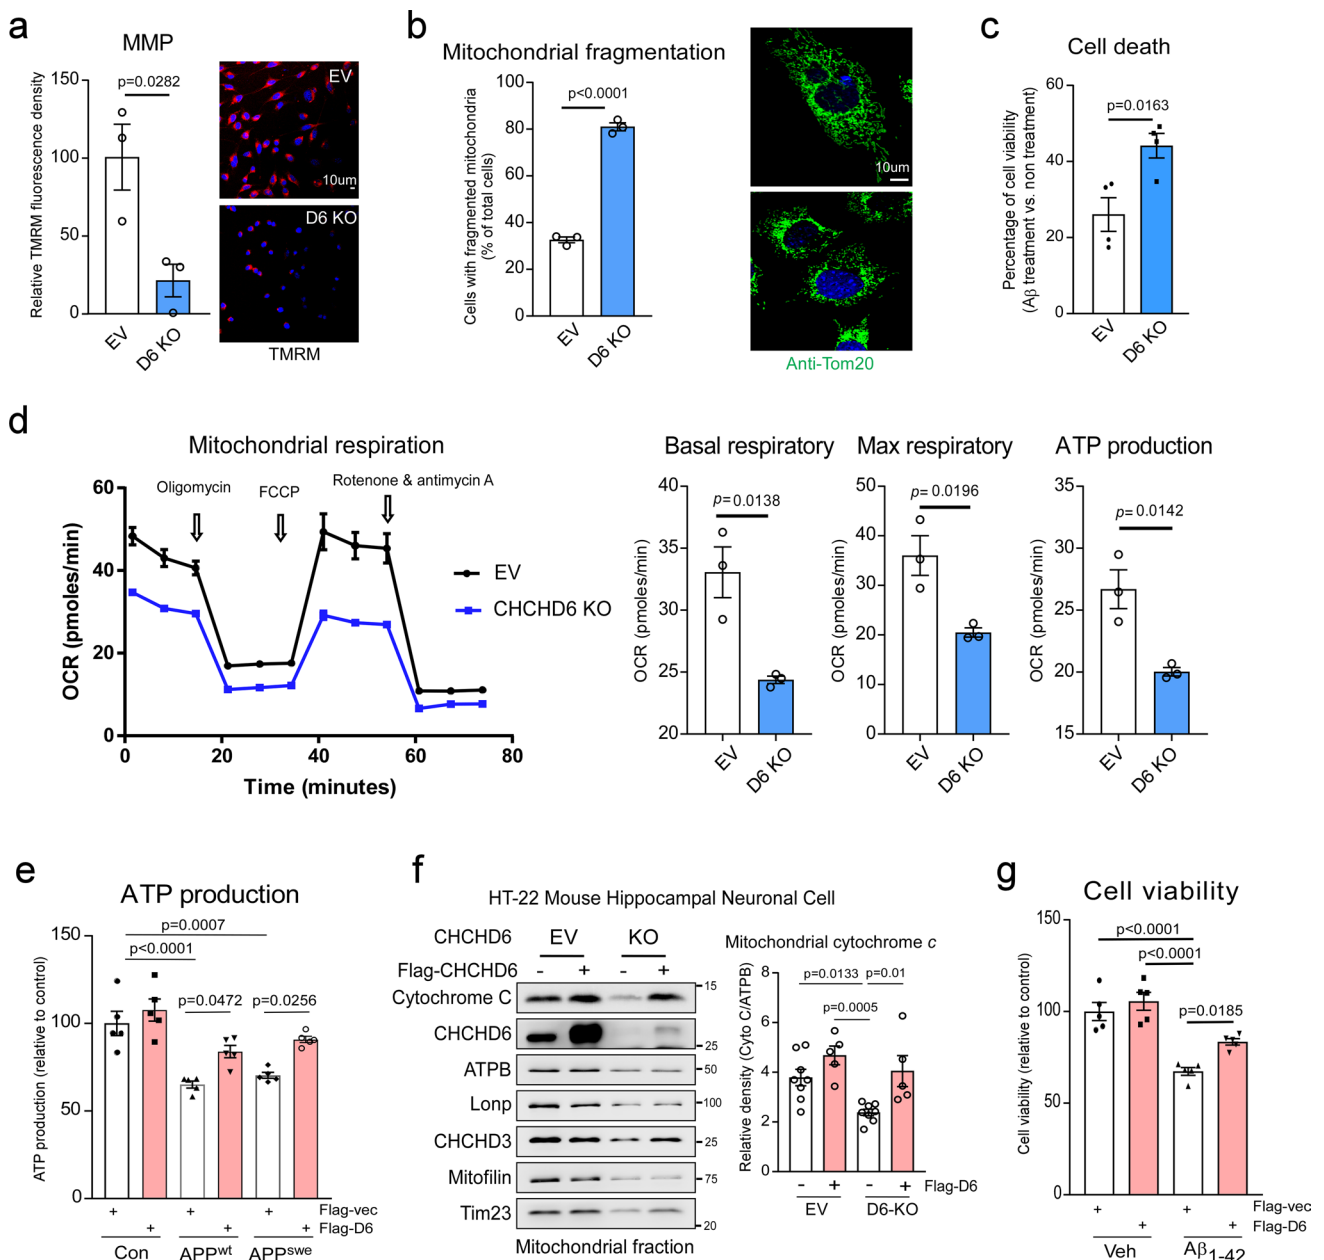 a
MMP
Relative TMRM fluorescence density
150
100
50
0
p=0.0282
EV
D6 KO
EV
10um
D6 KO
TMRM
b
Mitochondrial fragmentation
Cells with fragmented mitochondria
(% of total cells)
100
80
60
40
20
0
p<0.0001
EV
D6 KO
10um
Anti-Tom20
c
Cell death
Percentage of cell viability
(Aβ treatment vs. non treatment)
60
40
20
0
p=0.0163
EV
D6 KO
d
Mitochondrial respiration
OCR (pmoles/min)
60
40
20
0
Oligomycin
FCCP
Rotenone & antimycin A
EV
CHCHD6 KO
0 20 40 60 80
Time (minutes)
Basal respiratory
OCR (pmoles/min)
40
35
30
25
20
p= 0.0138
EV
D6 KO
Max respiratory
OCR (pmoles/min)
50
40
30
20
10
0
p= 0.0196
EV
D6 KO
ATP production
OCR (pmoles/min)
35
30
25
20
15
p= 0.0142
EV
D6 KO
e
ATP production
ATP production (relative to control)
150
100
50
0
p=0.0007
p<0.0001
p=0.0472
p=0.0256
+ + + Flag-vec
+ + + Flag-D6
Con APPwt APPswe
f
HT-22 Mouse Hippocampal Neuronal Cell
CHCHD6 EV KO
Flag-CHCHD6 - + - +
Cytochrome C 15
CHCHD6 25
ATPB 50
Lonp 100
CHCHD3 25
Mitofilin 75
Tim23 20
Mitochondrial fraction
Mitochondrial cytochrome c
Relative density (Cyto C/ATPB)
8
6
4
2
0
p=0.0133 p=0.01
p=0.0005
- + - + Flag-D6
EV D6-KO
g
Cell viability
Cell viability (relative to control)
150
100
50
0
p<0.0001
p<0.0001
p=0.0185
+ + Flag-vec
+ + Flag-D6
Veh Aβ1-42